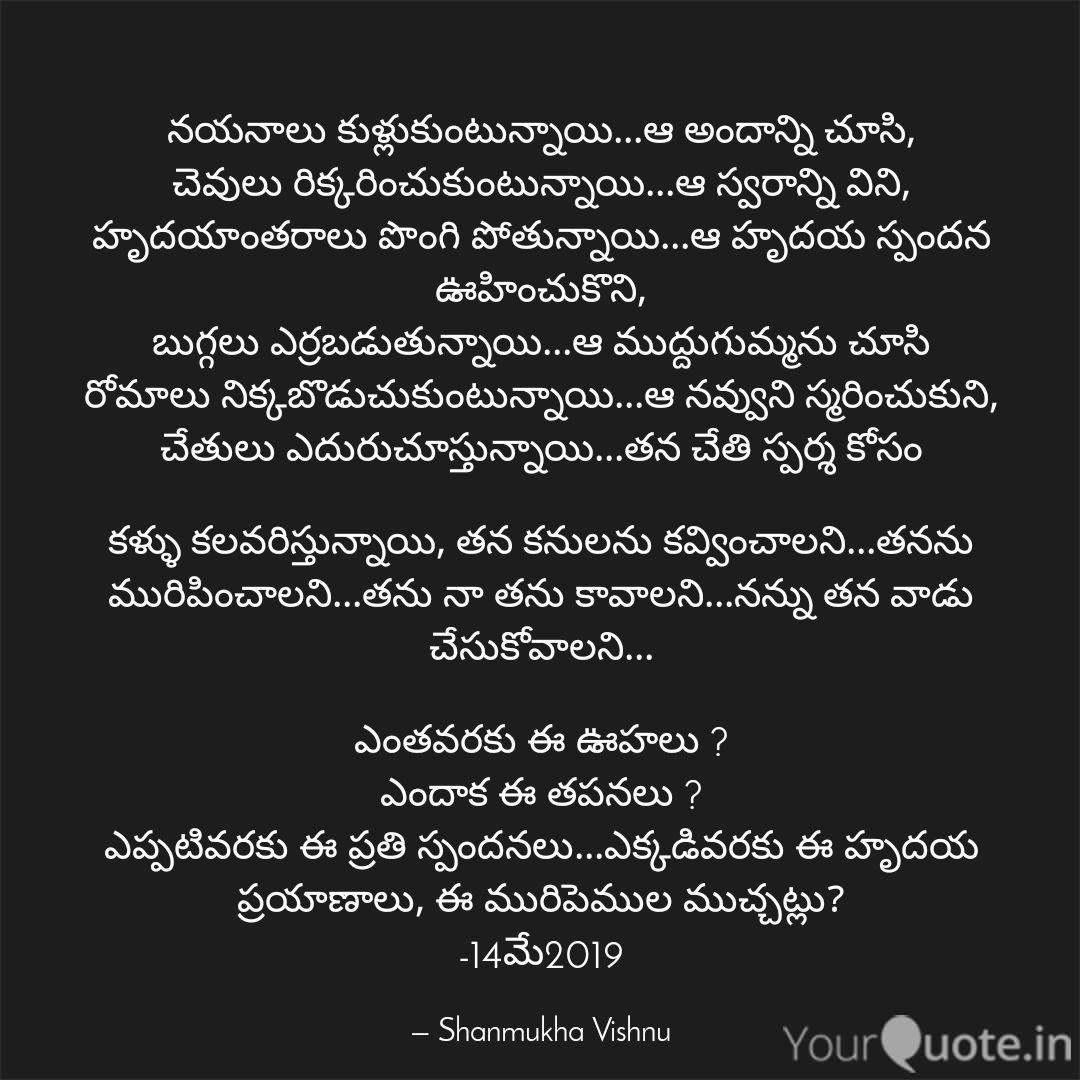 నయనాలు కుళ్లుకుంటున్నాయి...ఆ అందాన్ని చూసి,
చెవులు రిక్కరించుకుంటున్నాయి...ఆ స్వరాన్ని విని,
హృదయాంతరాలు పొంగి పోతున్నాయి...ఆ హృదయ స్పందన
ఊహించుకొని,
బుగ్గలు ఎర్రబడుతున్నాయి...ఆ ముద్దుగుమ్మను చూసి
రోమాలు నిక్కబొడుచుకుంటున్నాయి...ఆ నవ్వుని స్మరించుకుని,
చేతులు ఎదురుచూస్తున్నాయి...తన చేతి స్పర్శ కోసం

కళ్ళు కలవరిస్తున్నాయి, తన కనులను కవ్వించాలని...తనను
మురిపించాలని...తను నా తను కావాలని...నన్ను తన వాడు
చేసుకోవాలని...

ఎంతవరకు ఈ ఊహలు ?
ఎందాక ఈ తపనలు ?
ఎప్పటివరకు ఈ ప్రతి స్పందనలు...ఎక్కడివరకు ఈ హృదయ
ప్రయాణాలు, ఈ మురిపెముల ముచ్చట్లు?
-14మే2019
– Shanmukha Vishnu
YourQuote.in